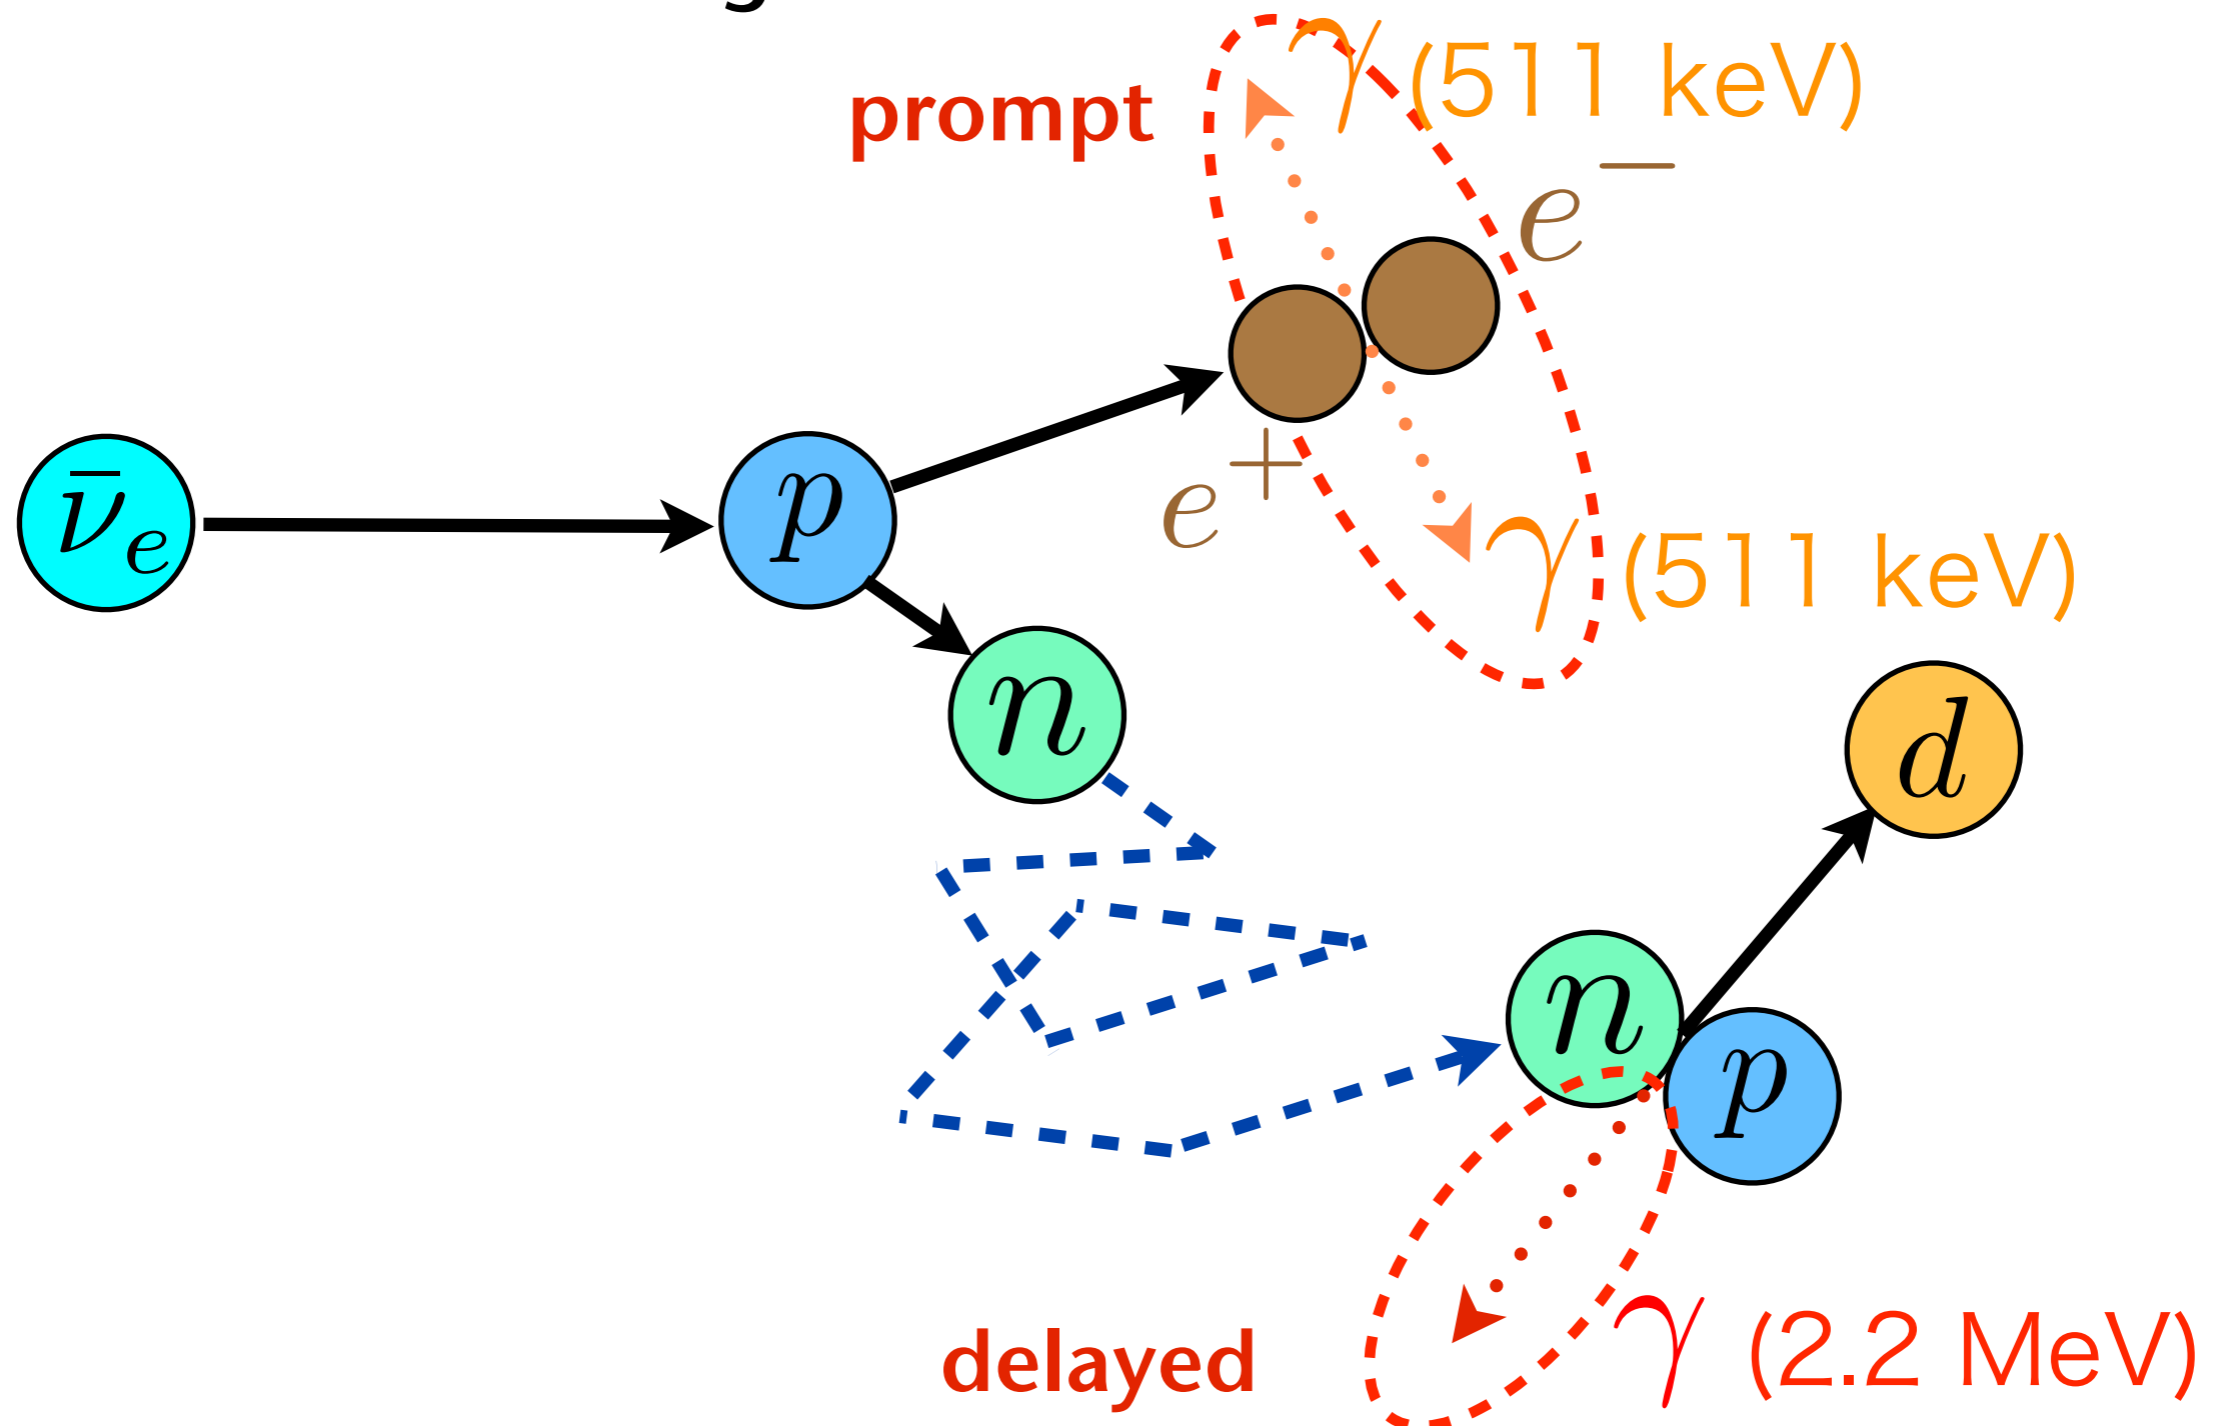 prompt
γ (511 keV)
e⁻
ν̄ₑ
p
e⁺
γ (511 keV)
n
d
n
p
delayed
γ (2.2 MeV)